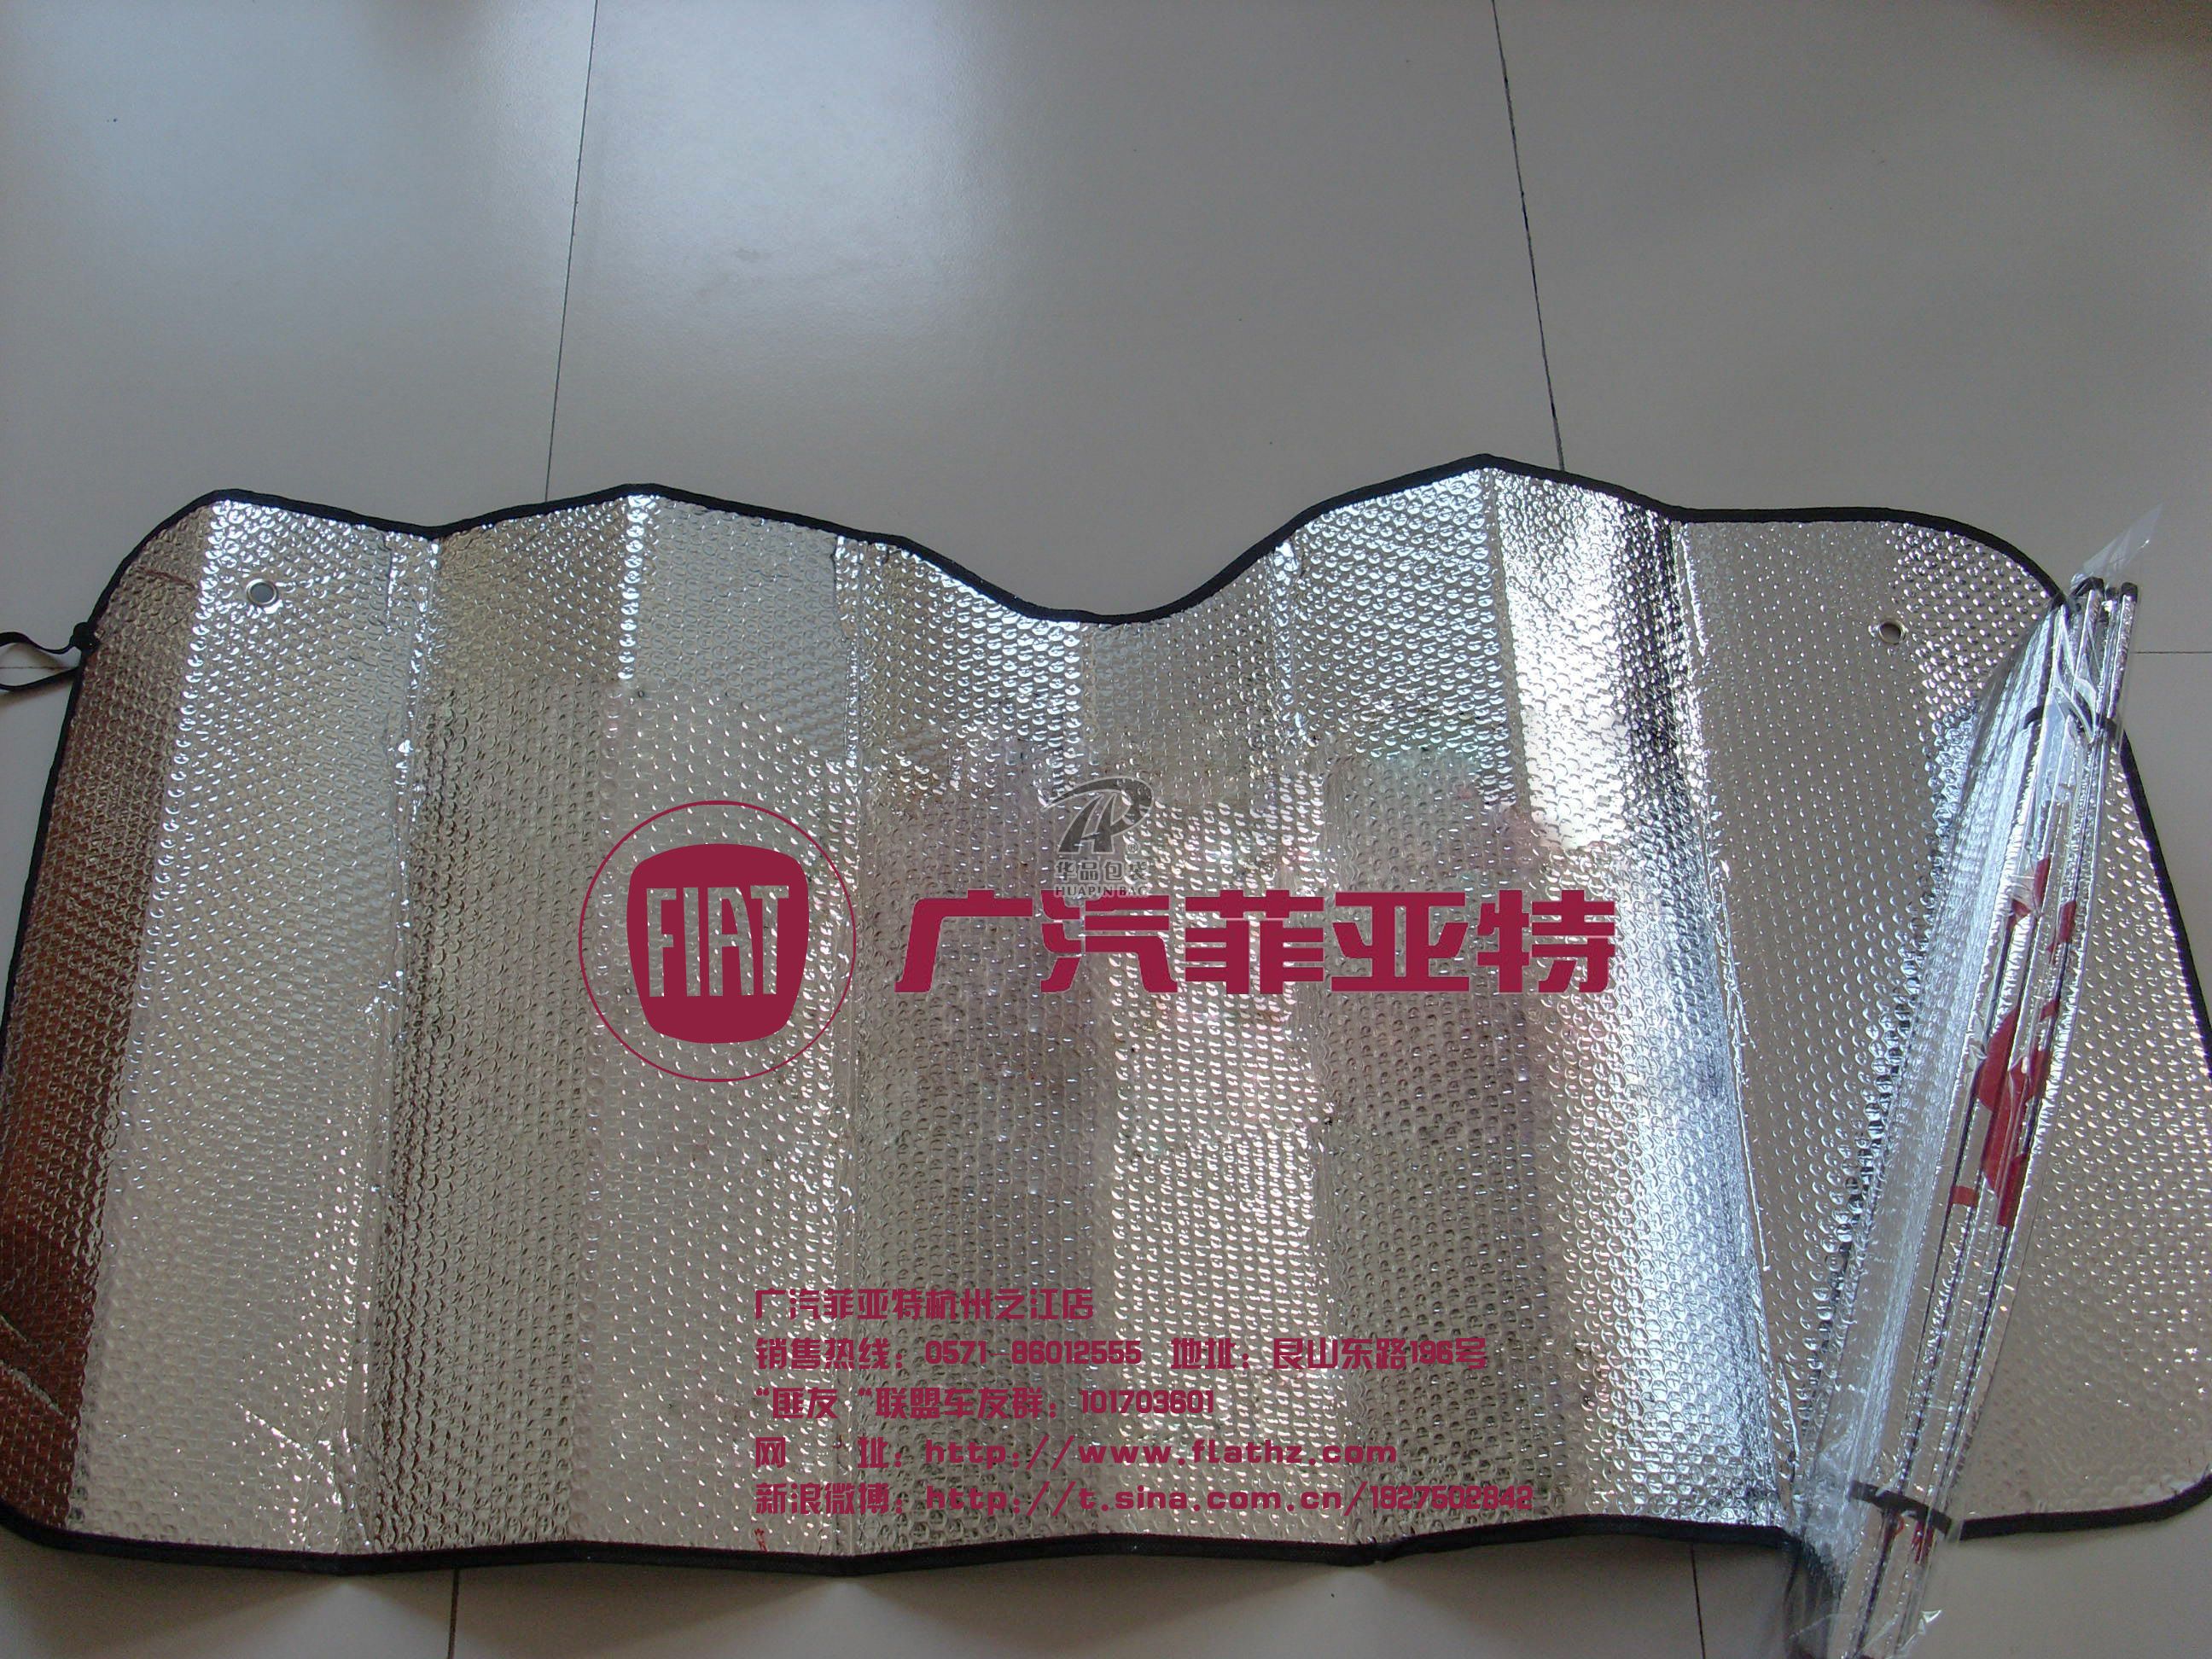 华品包袋
HUAPIN BAG
FIAT 广汽菲亚特
广汽菲亚特杭州之江店
销售热线：0571-86012555 地址：艮山东路196号
“匪友“联盟车友群：101703601
网 址：http://www.fiathz.com
新浪微博：http://t.sina.com.cn/1827502842